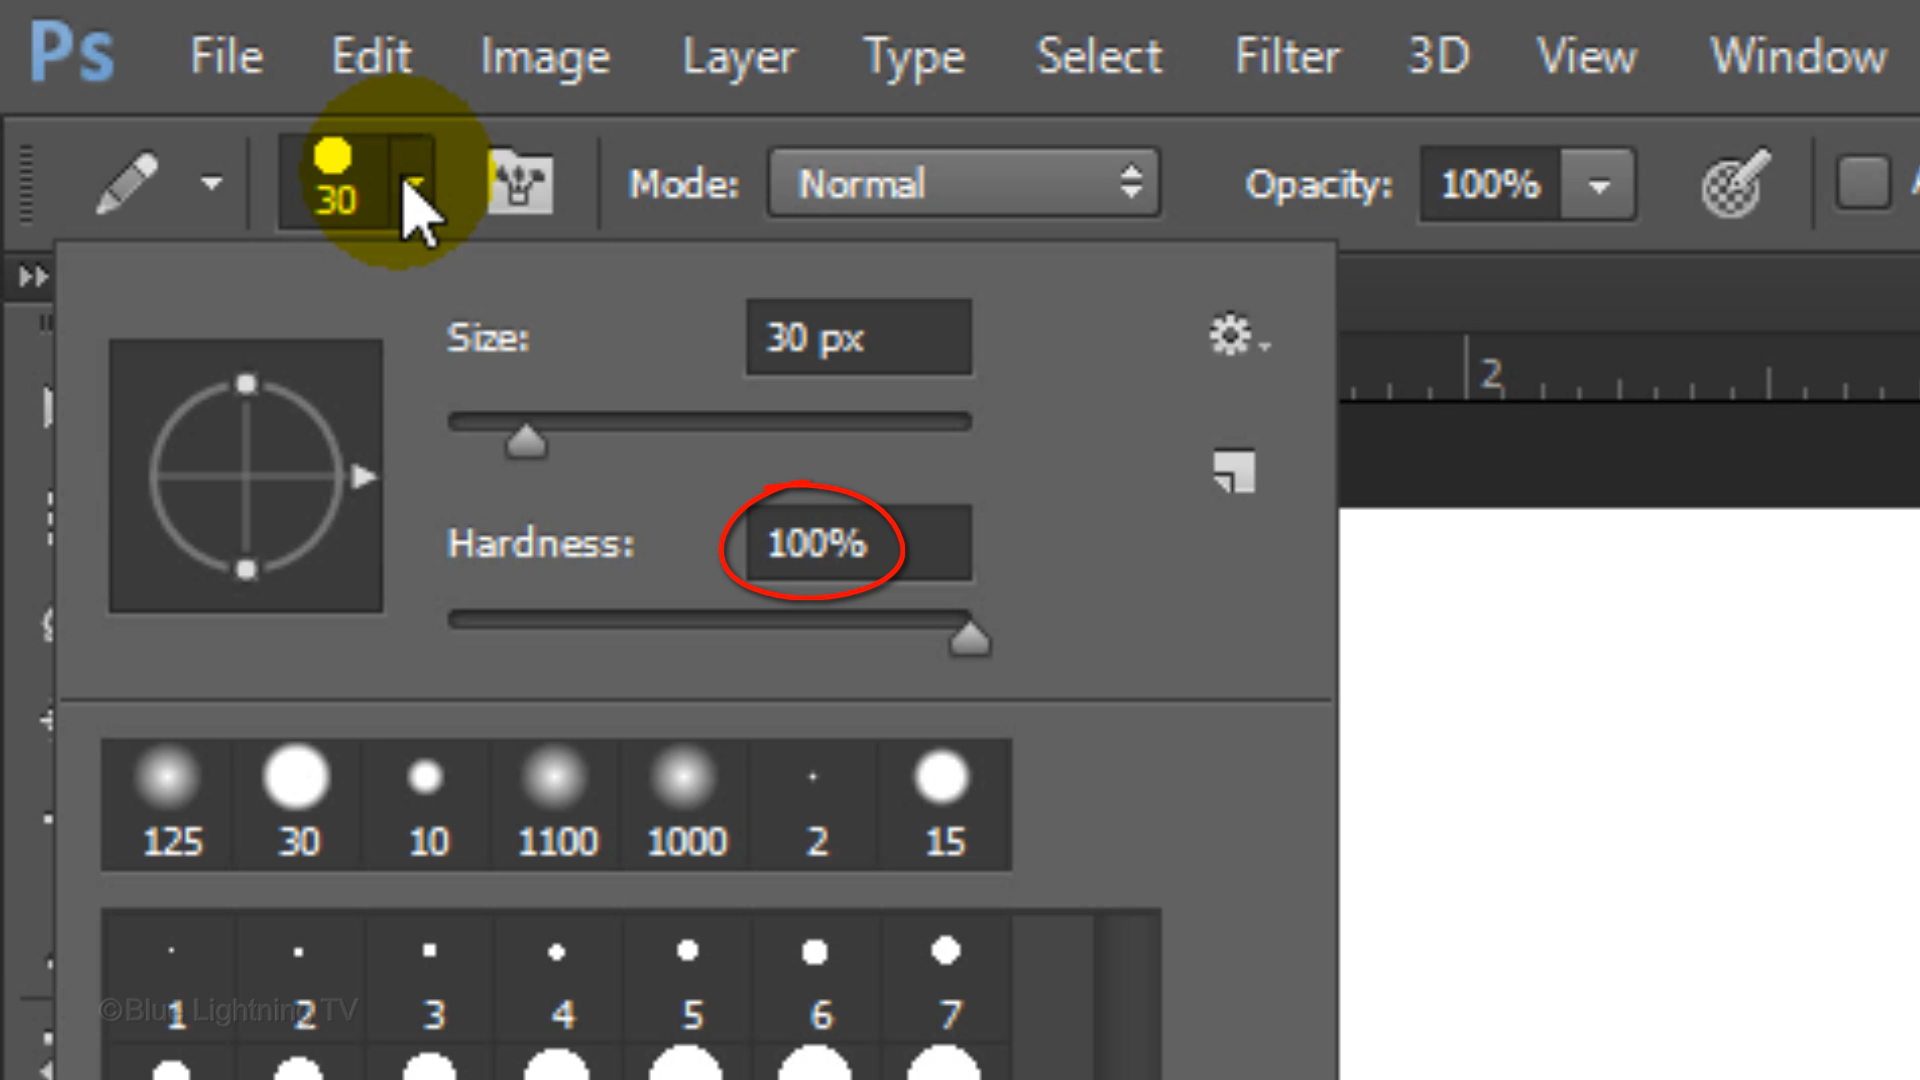 Ps File Edit Image Layer Type Select Filter 3D View Window
30 Mode: Normal Opacity: 100%
Size: 30 px
2
Hardness: 100%
125 30 10 1100 1000 2 15
1 2 3 4 5 6 7
©Blue Lightning TV